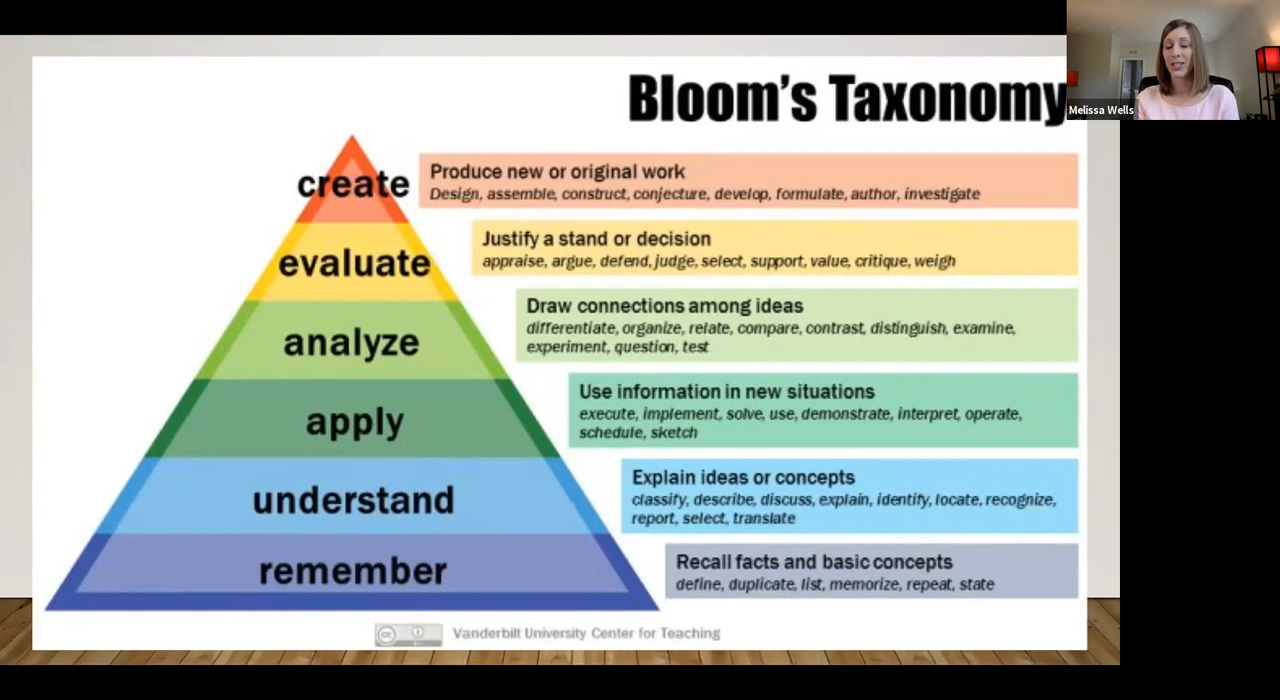 Bloom's Taxonomy
Melissa Wells
create
Produce new or original work
Design, assemble, construct, conjecture, develop, formulate, author, investigate
evaluate
Justify a stand or decision
appraise, argue, defend, judge, select, support, value, critique, weigh
analyze
Draw connections among ideas
differentiate, organize, relate, compare, contrast, distinguish, examine,
experiment, question, test
apply
Use information in new situations
execute, implement, solve, use, demonstrate, interpret, operate,
schedule, sketch
understand
Explain ideas or concepts
classify, describe, discuss, explain, identify, locate, recognize,
report, select, translate
remember
Recall facts and basic concepts
define, duplicate, list, memorize, repeat, state
cc
Vanderbilt University Center for Teaching